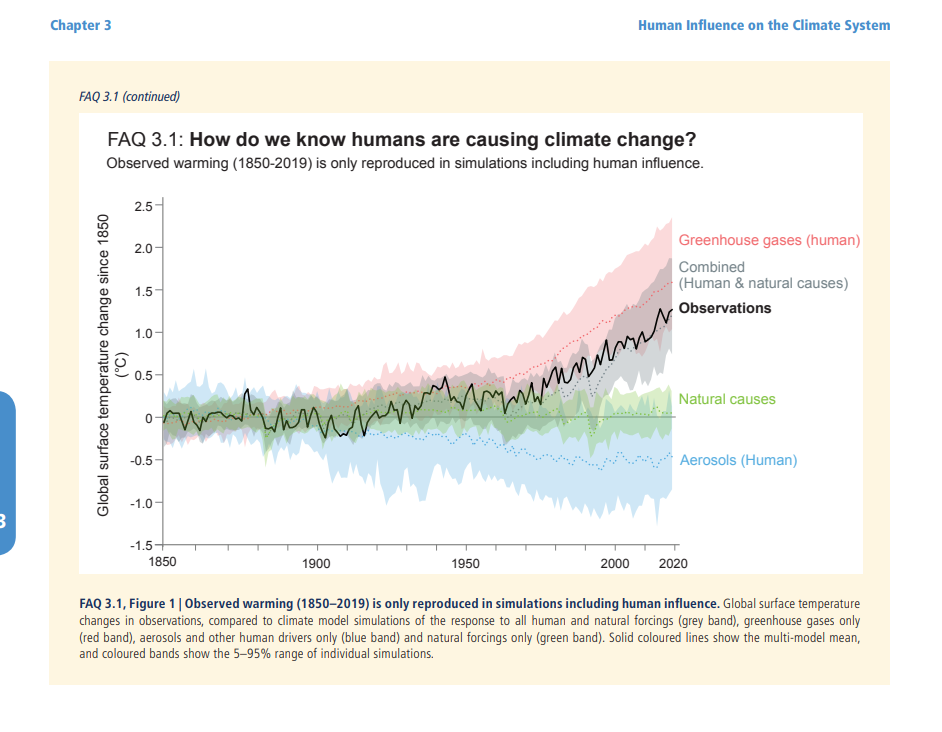 Chapter 3
Human Influence on the Climate System
FAQ 3.1 (continued)
FAQ 3.1: How do we know humans are causing climate change?
Observed warming (1850-2019) is only reproduced in simulations including human influence.
Global surface temperature change since 1850
(°C)
2.5
2.0
1.5
1.0
0.5
0
-0.5
-1.0
-1.5
1850
1900
1950
2000
2020
Greenhouse gases (human)
Combined
(Human & natural causes)
Observations
Natural causes
Aerosols (Human)
3
FAQ 3.1, Figure 1 | Observed warming (1850–2019) is only reproduced in simulations including human influence. Global surface temperature
changes in observations, compared to climate model simulations of the response to all human and natural forcings (grey band), greenhouse gases only
(red band), aerosols and other human drivers only (blue band) and natural forcings only (green band). Solid coloured lines show the multi-model mean,
and coloured bands show the 5–95% range of individual simulations.